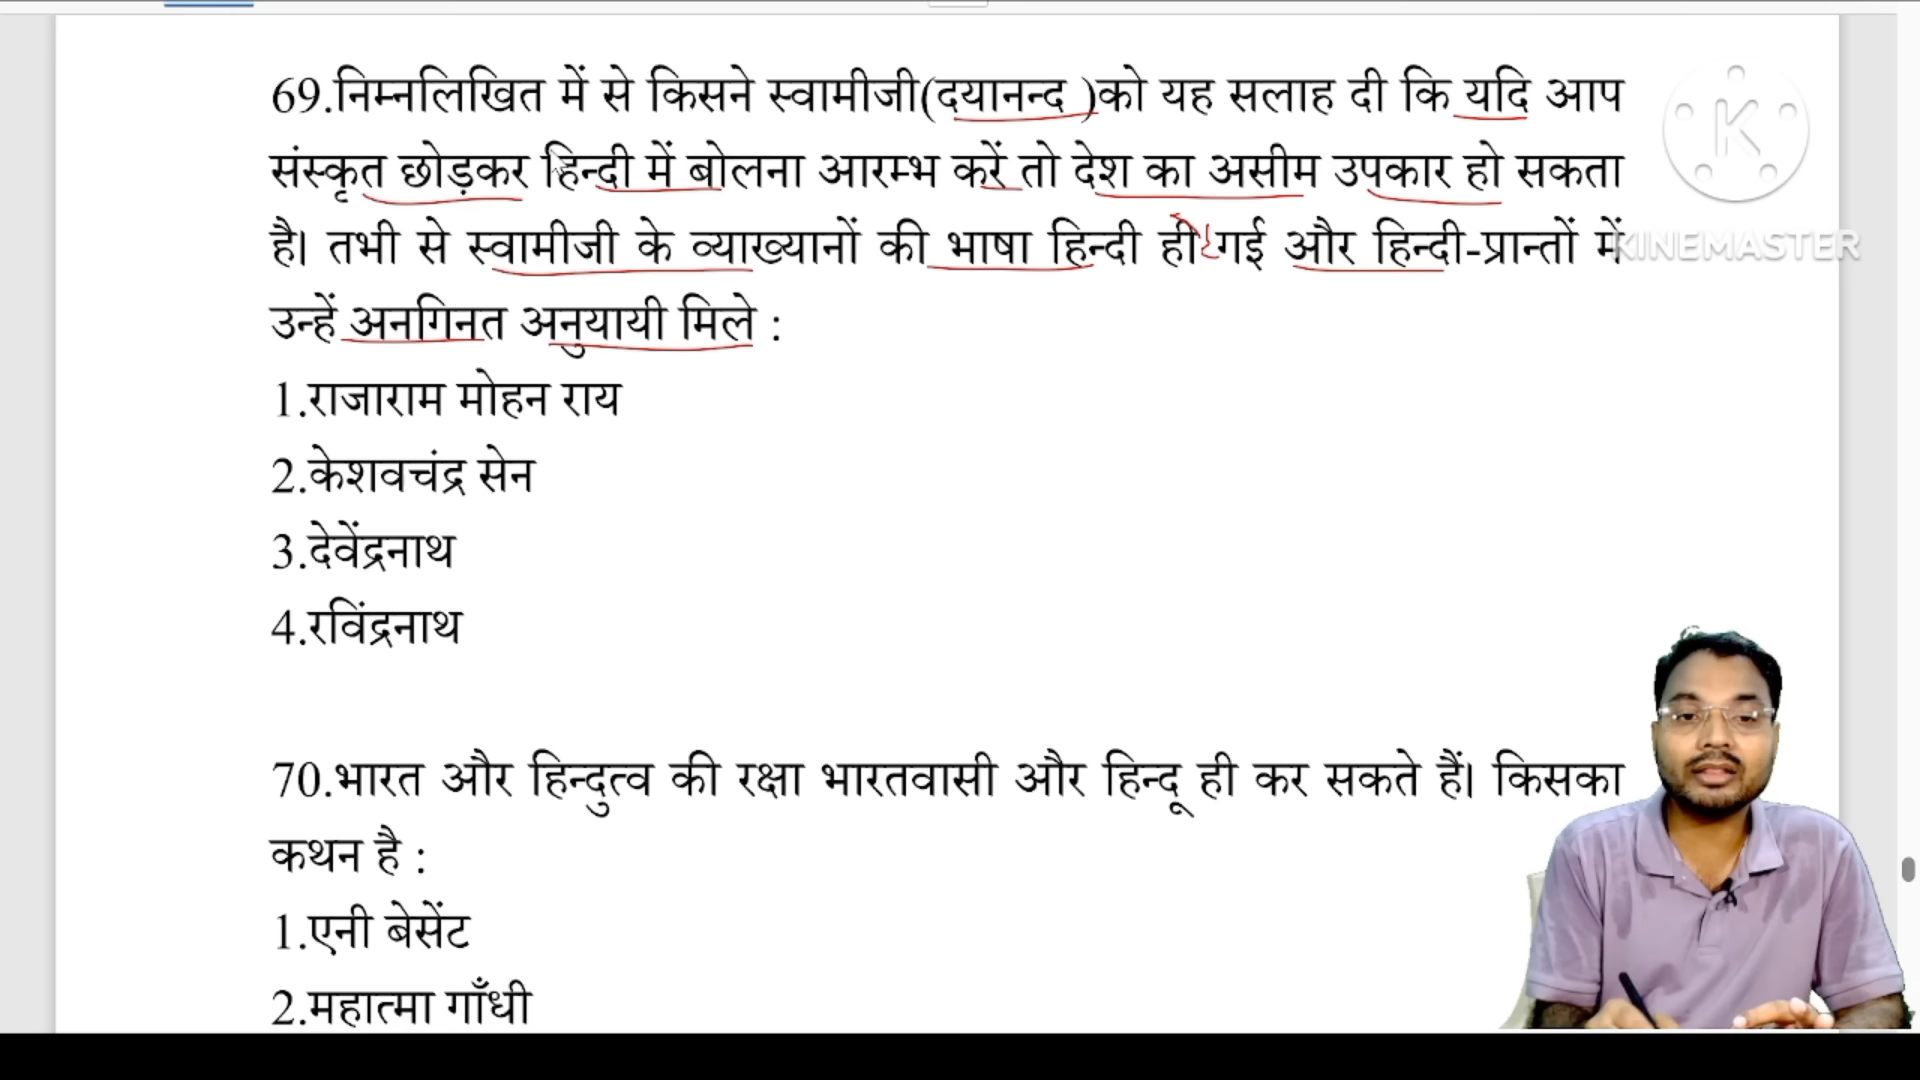 69.निम्नलिखित में से किसने स्वामीजी(दयानन्द )को यह सलाह दी कि यदि आप
संस्कृत छोड़कर हिन्दी में बोलना आरम्भ करें तो देश का असीम उपकार हो सकता
है। तभी से स्वामीजी के व्याख्यानों की भाषा हिन्दी ही गई और हिन्दी-प्रान्तों में
उन्हें अनगिनत अनुयायी मिले :
1.राजाराम मोहन राय
2.केशवचंद्र सेन
3.देवेंद्रनाथ
4.रविंद्रनाथ
70.भारत और हिन्दुत्व की रक्षा भारतवासी और हिन्दू ही कर सकते हैं। किसका
कथन है :
1.एनी बेसेंट
2.महात्मा गाँधी
K
KINEMASTER